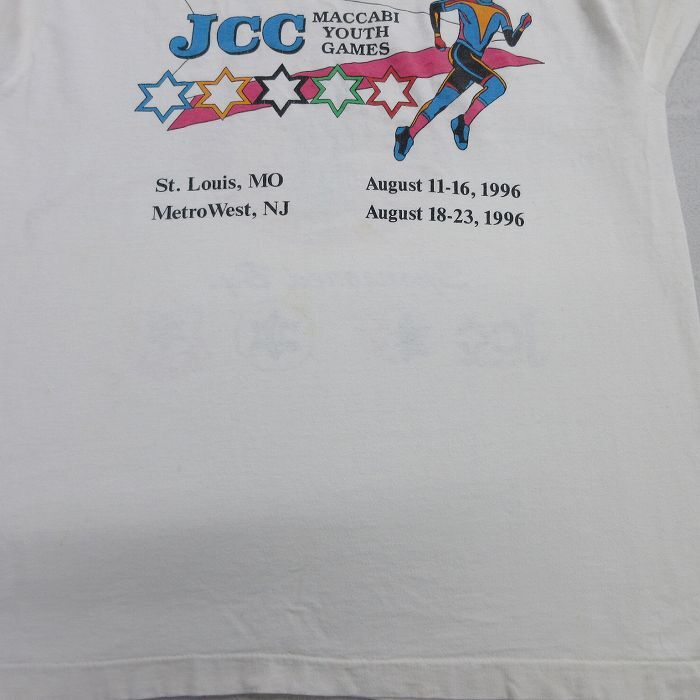 JCC
MACCABI
YOUTH
GAMES
St. Louis, MO August 11-16, 1996
MetroWest, NJ August 18-23, 1996